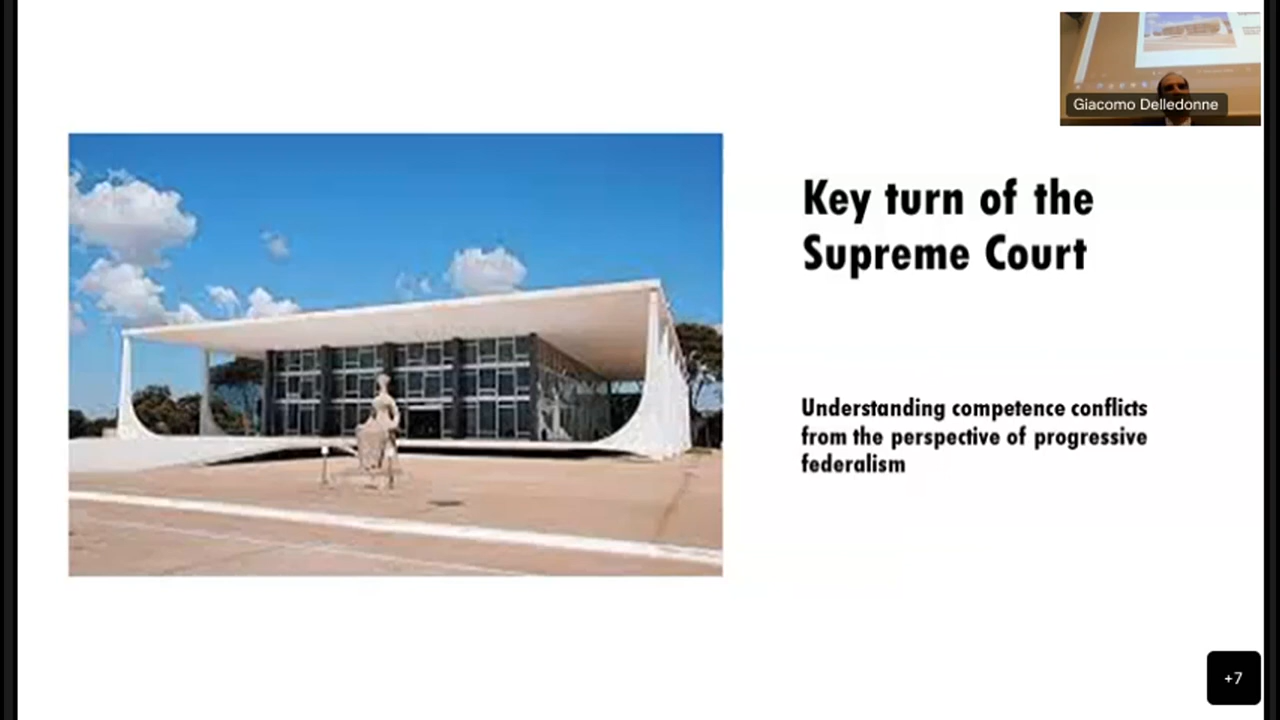 Giacomo Delledonne
Key turn of the
Supreme Court
Understanding competence conflicts
from the perspective of progressive
federalism
+7